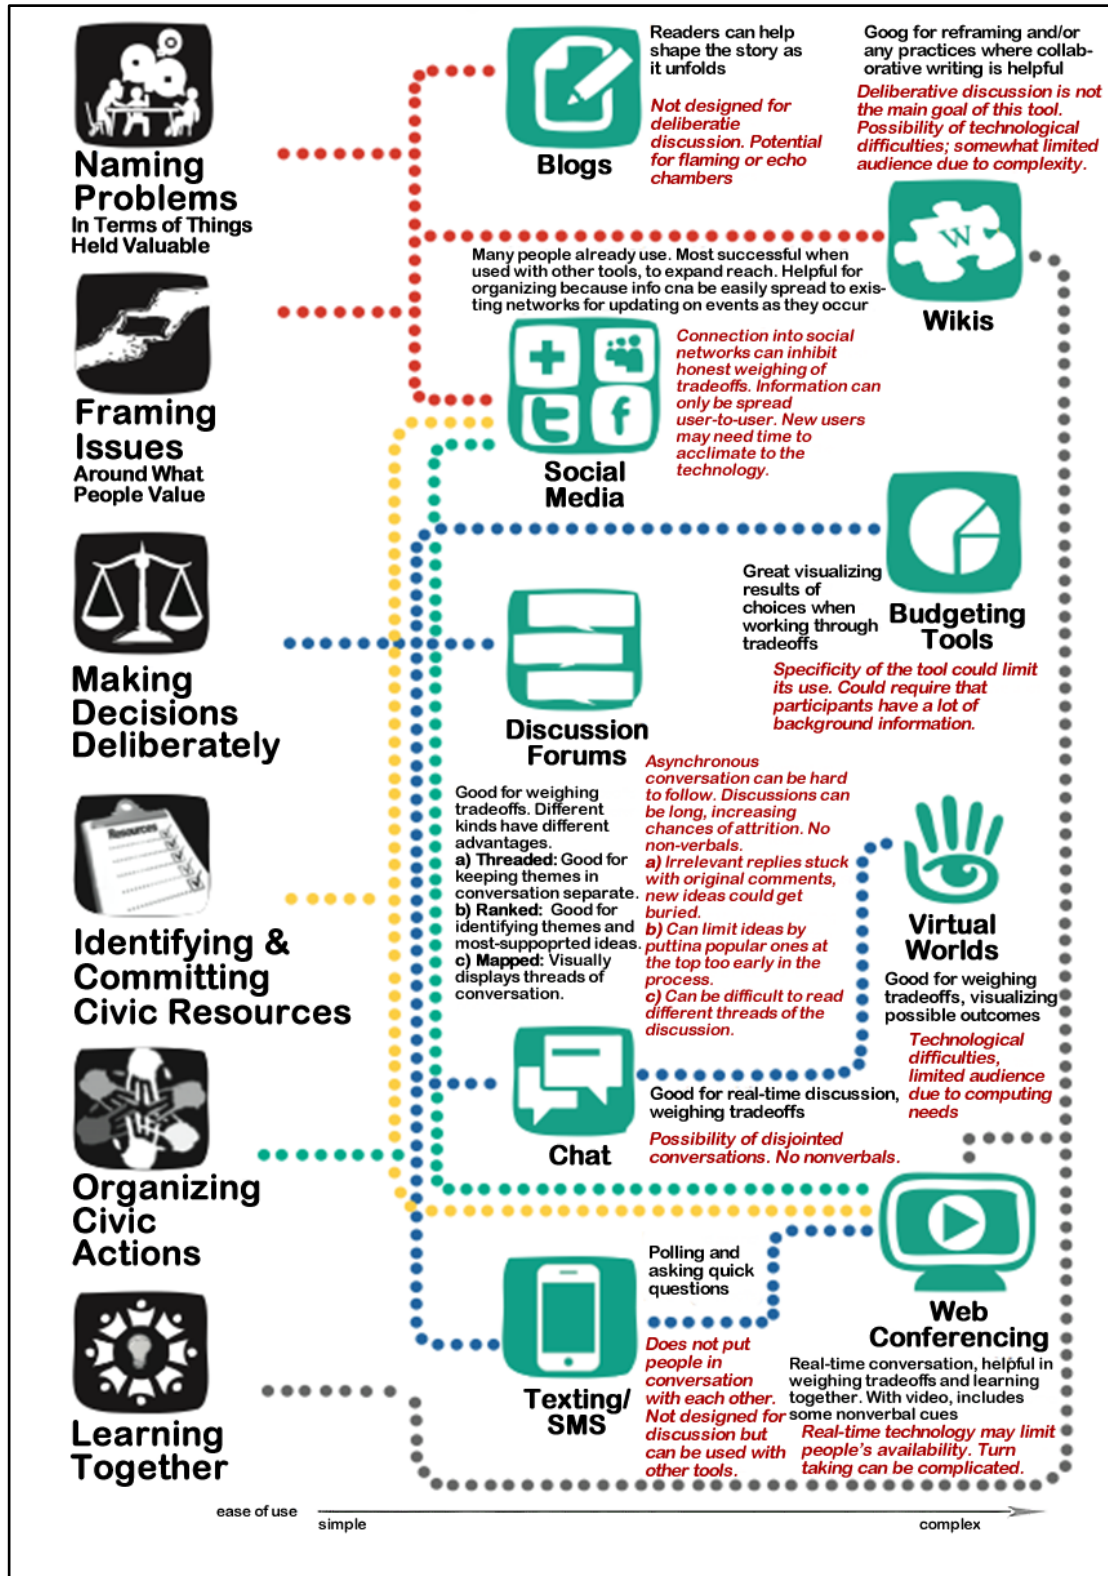 Naming
Problems
In Terms of Things
Held Valuable
Framing
Issues
Around What
People Value
Making
Decisions
Deliberately
Resources
Identifying &
Committing
Civic Resources
Organizing
Civic
Actions
Learning
Together
Blogs
Readers can help
shape the story as
it unfolds
Not designed for
deliberatie
discussion. Potential
for flaming or echo
chambers
Goog for reframing and/or
any practices where collab-
orative writing is helpful
Deliberative discussion is not
the main goal of this tool.
Possibility of technological
difficulties; somewhat limited
audience due to complexity.
W
Wikis
Many people already use. Most successful when
used with other tools, to expand reach. Helpful for
organizing because info cna be easily spread to exis-
ting networks for updating on events as they occur
t
f
Social
Media
Connection into social
networks can inhibit
honest weighing of
tradeoffs. Information can
only be spread
user-to-user. New users
may need time to
acclimate to the
technology.
Budgeting
Tools
Great visualizing
results of
choices when
working through
tradeoffs
Specificity of the tool could limit
its use. Could require that
participants have a lot of
background information.
Discussion
Forums
Good for weighing
tradeoffs. Different
kinds have different
advantages.
a) Threaded: Good for
keeping themes in
conversation separate.
b) Ranked: Good for
identifying themes and
most-suppoprted ideas.
c) Mapped: Visually
displays threads of
conversation.
Asynchronous
conversation can be hard
to follow. Discussions can
be long, increasing
chances of attrition. No
non-verbals.
a) Irrelevant replies stuck
with original comments,
new ideas could get
buried.
b) Can limit ideas by
puttina popular ones at
the top too early in the
process.
c) Can be difficult to read
different threads of the
discussion.
Virtual
Worlds
Good for weighing
tradeoffs, visualizing
possible outcomes
Technological
difficulties,
limited audience
due to computing
needs
Chat
Good for real-time discussion,
weighing tradeoffs
Possibility of disjointed
conversations. No nonverbals.
Texting/
SMS
Polling and
asking quick
questions
Does not put
people in
conversation
with each other.
Not designed for
discussion but
can be used with
other tools.
Web
Conferencing
Real-time conversation, helpful in
weighing tradeoffs and learning
together. With video, includes
some nonverbal cues
Real-time technology may limit
people's availability. Turn
taking can be complicated.
ease of use
simple
complex